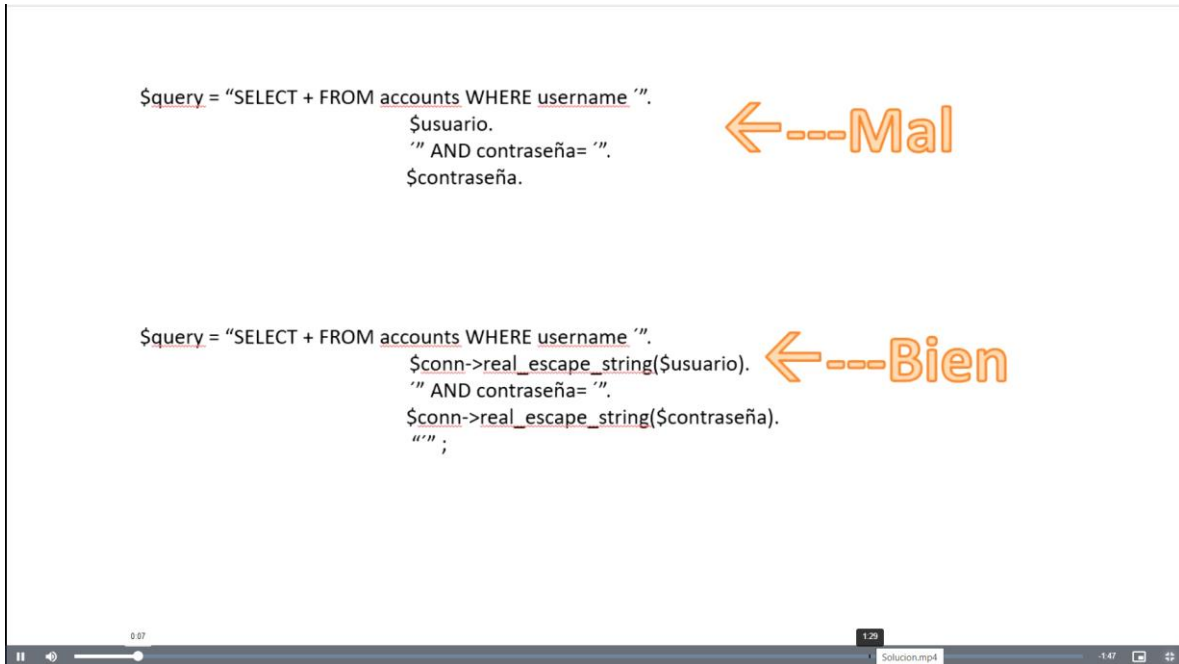 $query = “SELECT + FROM accounts WHERE username ´”.
$usuario.
´” AND contraseña= ´”.
$contraseña.
←---Mal
$query = “SELECT + FROM accounts WHERE username ´”.
$conn->real_escape_string($usuario).
´” AND contraseña= ´”.
$conn->real_escape_string($contraseña).
“´” ;
←---Bien
0:07
1:29
Solucion.mp4
-1:47